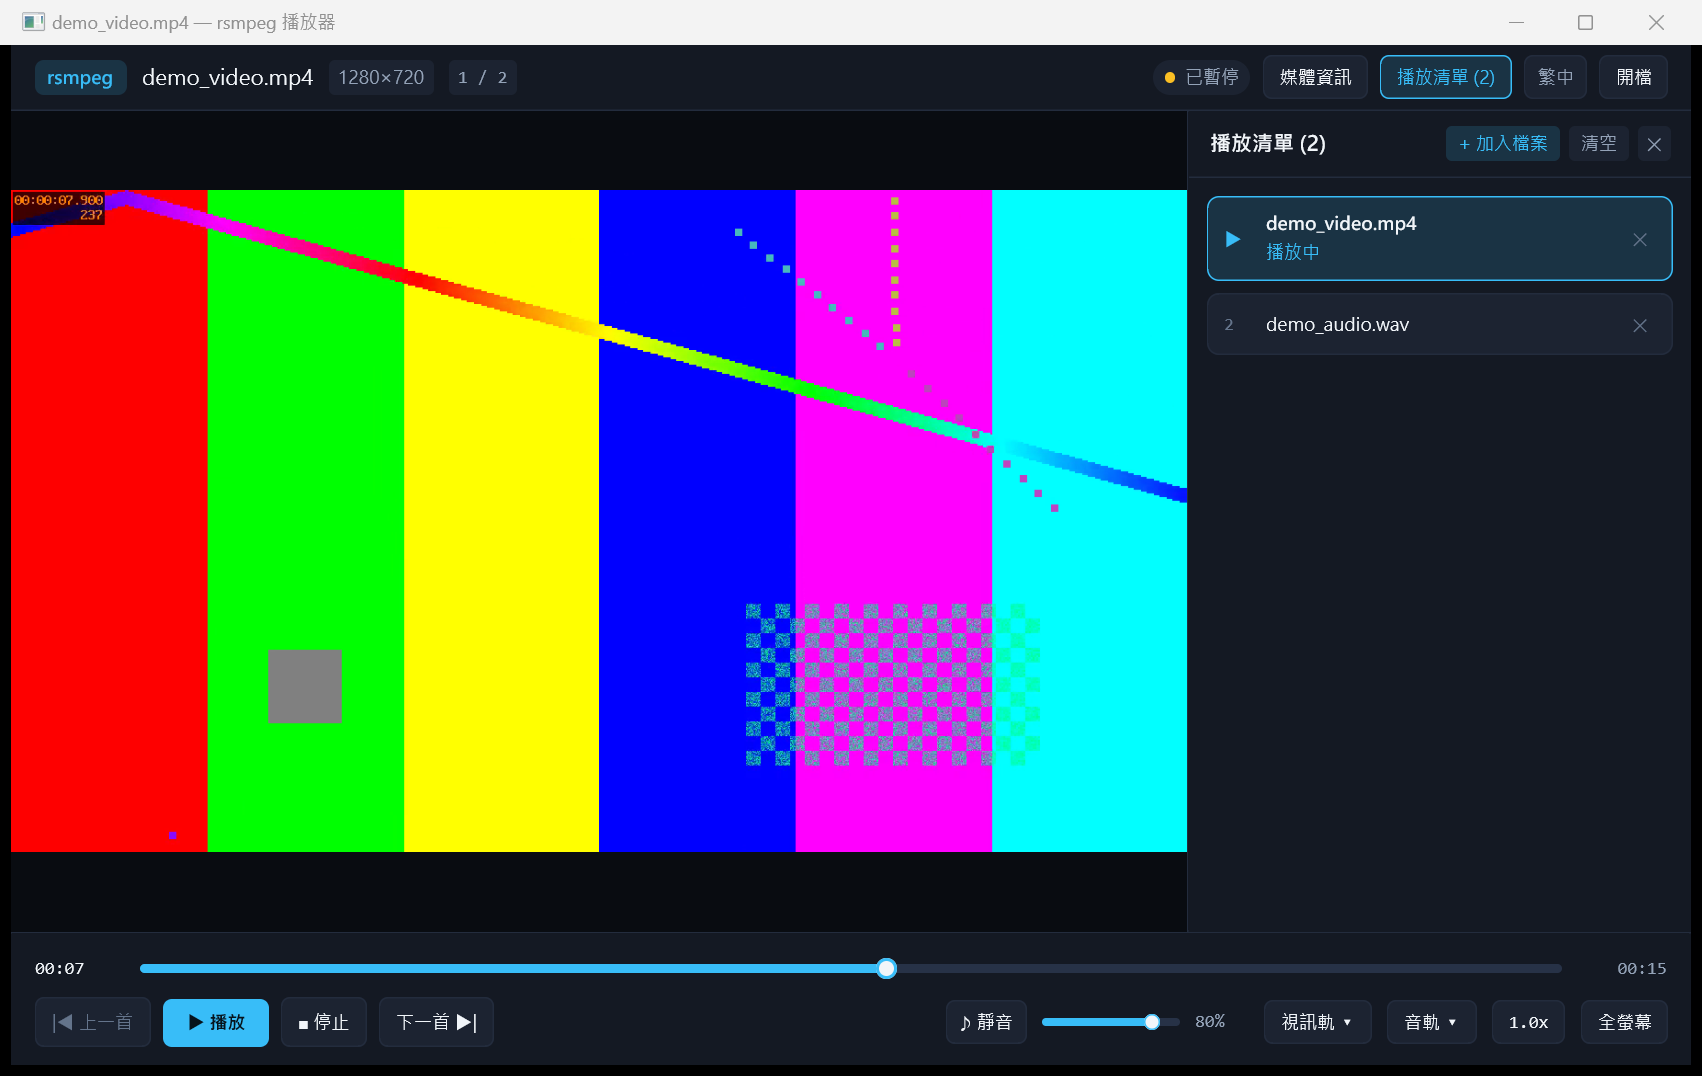 demo_video.mp4 — rsmpeg 播放器
rsmpeg demo_video.mp4 1280×720 1 / 2 已暫停 媒體資訊 播放清單 (2) 繁中 開檔
播放清單 (2) + 加入檔案 清空
00:00:07.900
237
demo_video.mp4
播放中
2 demo_audio.wav
00:07 00:15
上一首 播放 停止 下一首 靜音 80% 視訊軌 音軌 1.0x 全螢幕